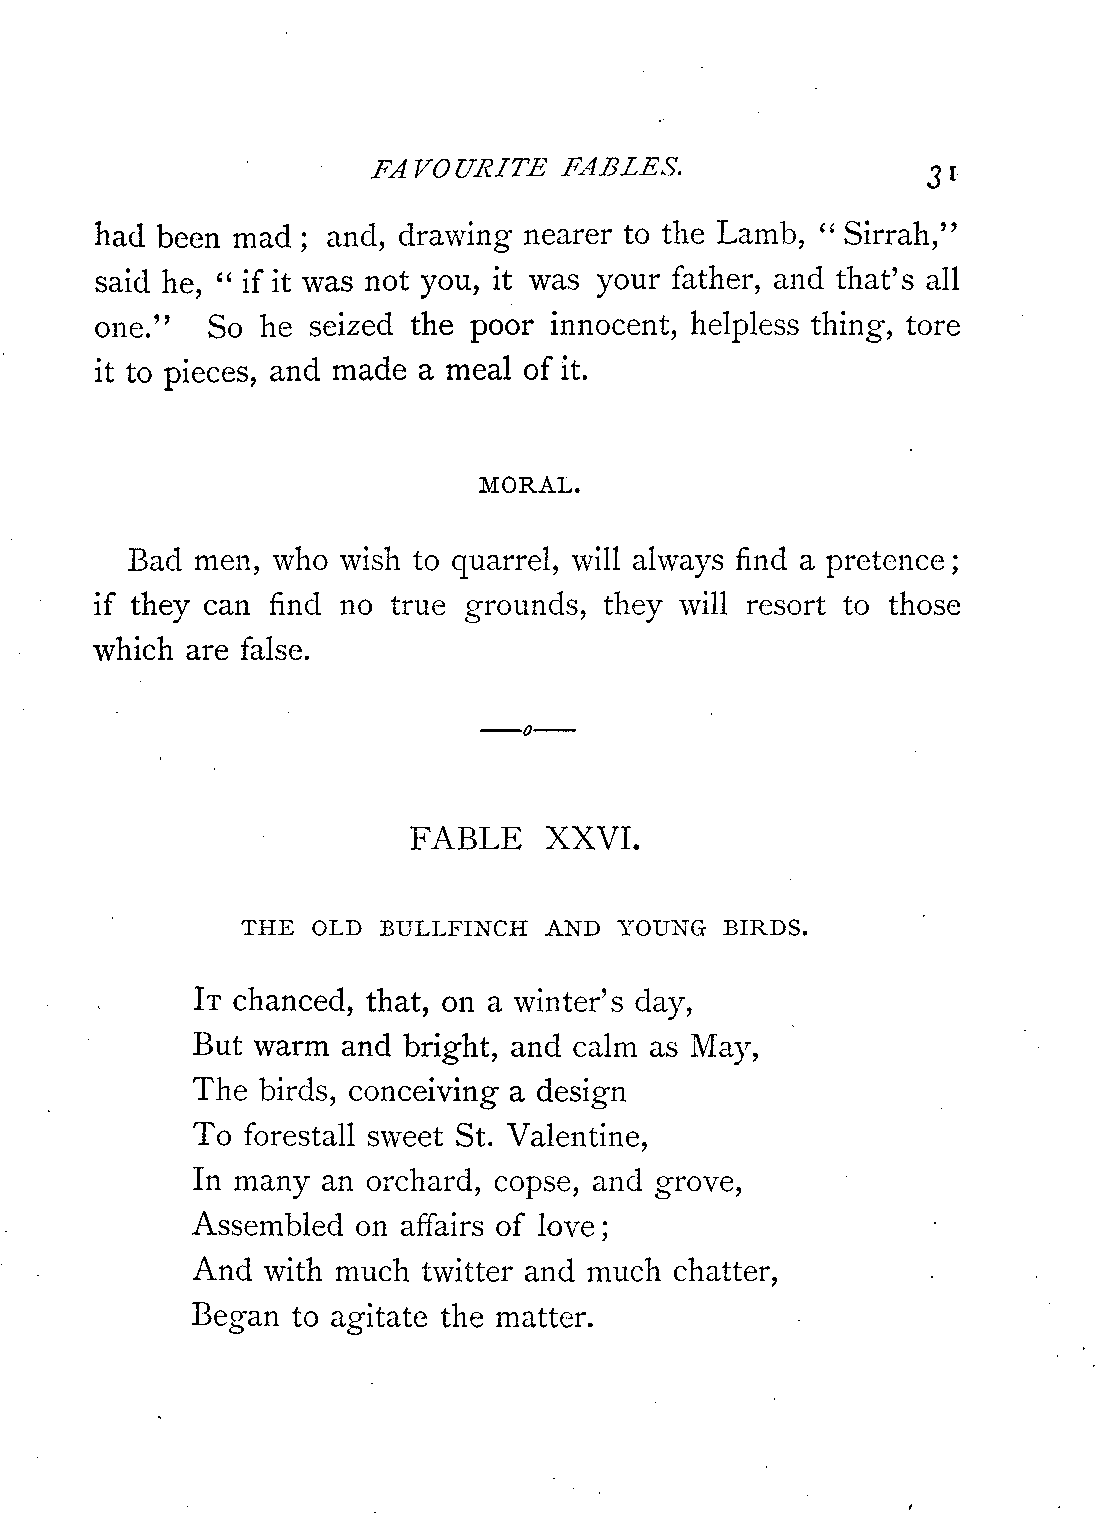 FAVOURITE FABLES. 31
had been mad; and, drawing nearer to the Lamb, “Sirrah,”
said he, “if it was not you, it was your father, and that's all
one.” So he seized the poor innocent, helpless thing, tore
it to pieces, and made a meal of it.
MORAL.
Bad men, who wish to quarrel, will always find a pretence;
if they can find no true grounds, they will resort to those
which are false.
—o—
FABLE XXVI.
THE OLD BULLFINCH AND YOUNG BIRDS.
IT chanced, that, on a winter's day,
But warm and bright, and calm as May,
The birds, conceiving a design
To forestall sweet St. Valentine,
In many an orchard, copse, and grove,
Assembled on affairs of love;
And with much twitter and much chatter,
Began to agitate the matter.